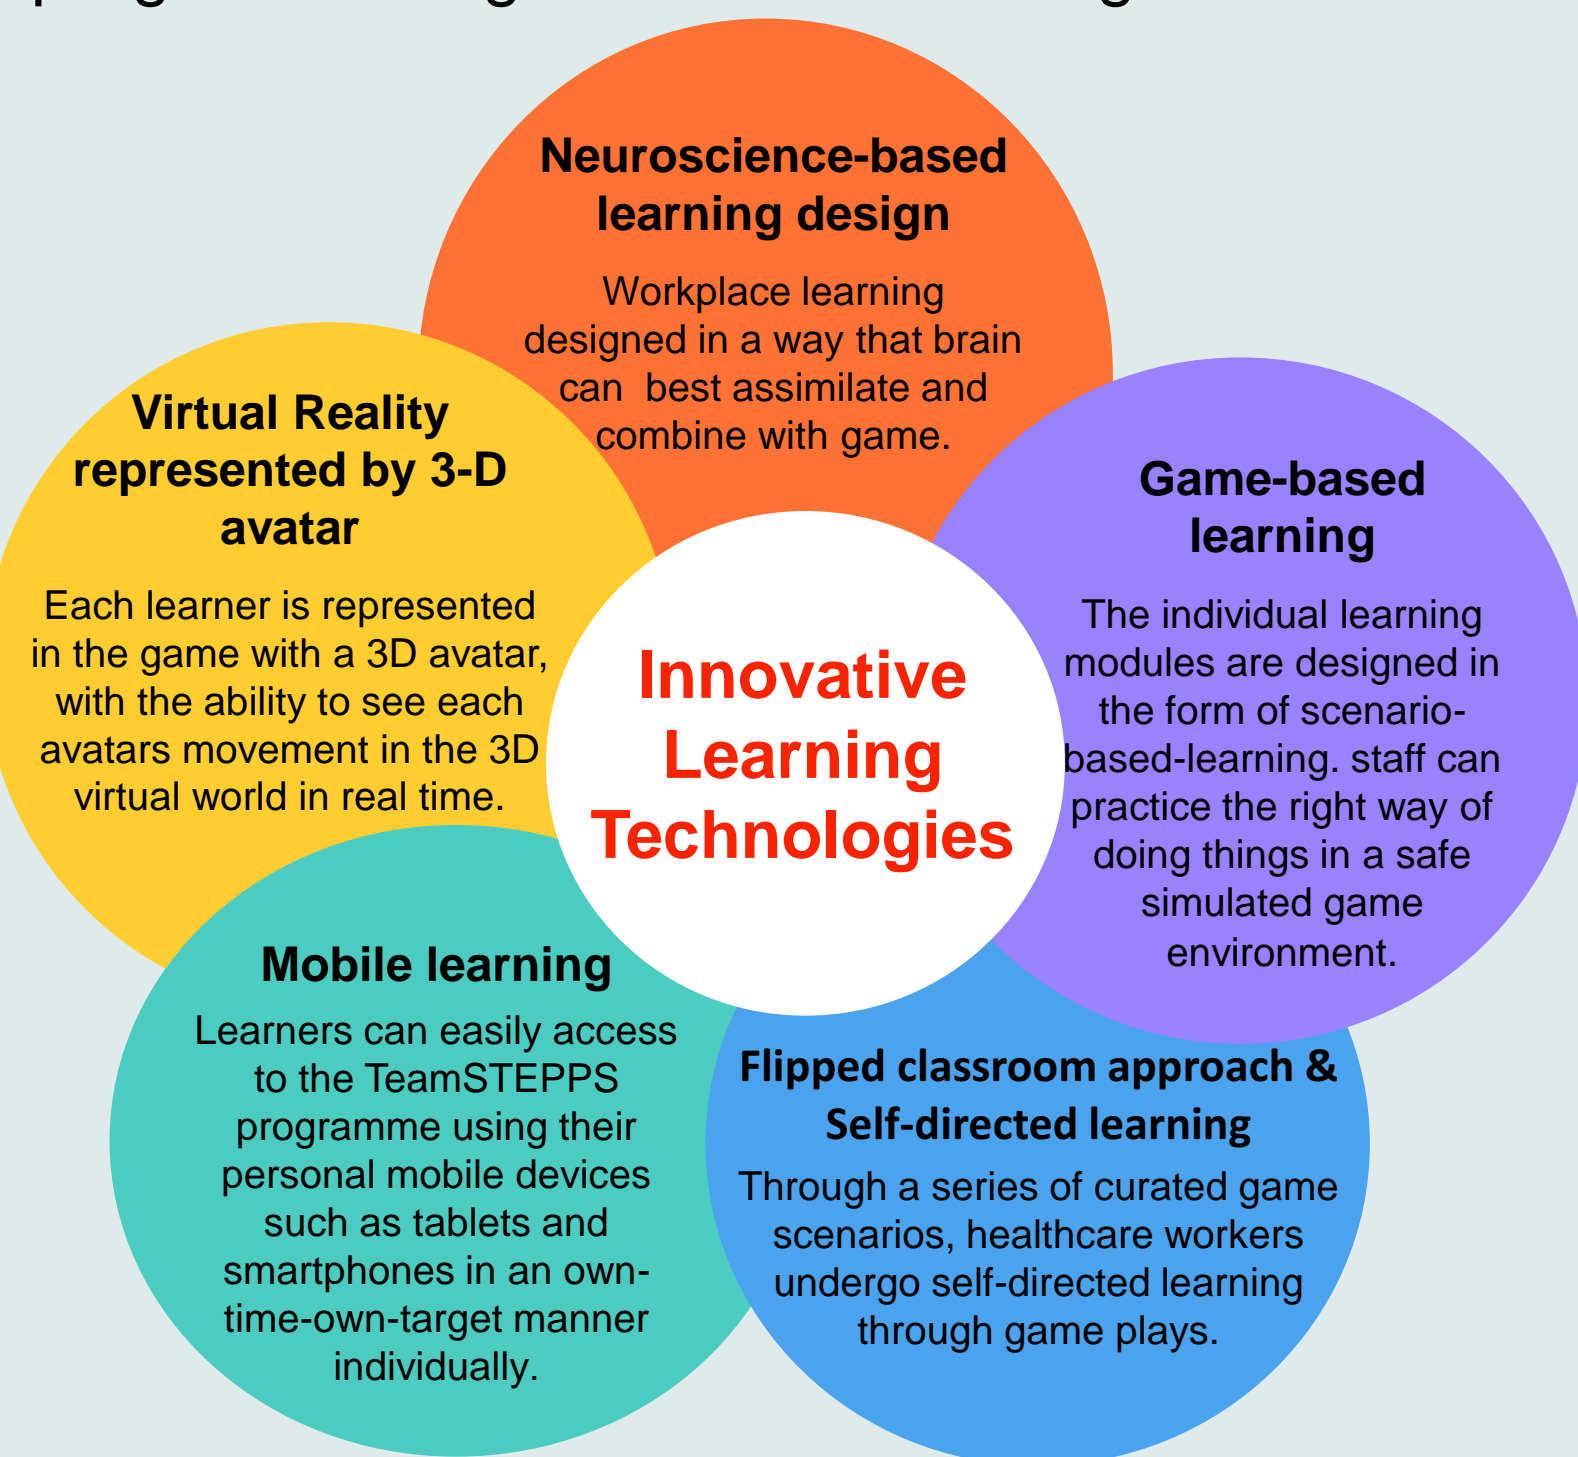 Neuroscience-based
learning design
Workplace learning
designed in a way that brain
can  best assimilate and
combine with game.
Virtual Reality
represented by 3-D
avatar
Each learner is represented
in the game with a 3D avatar,
with the ability to see each
avatars movement in the 3D
virtual world in real time.
Game-based
learning
The individual learning
modules are designed in
the form of scenario-
based-learning. staff can
practice the right way of
doing things in a safe
simulated game
environment.
Innovative
Learning
Technologies
Mobile learning
Learners can easily access
to the TeamSTEPPS
programme using their
personal mobile devices
such as tablets and
smartphones in an own-
time-own-target manner
individually.
Flipped classroom approach &
Self-directed learning
Through a series of curated game
scenarios, healthcare workers
undergo self-directed learning
through game plays.